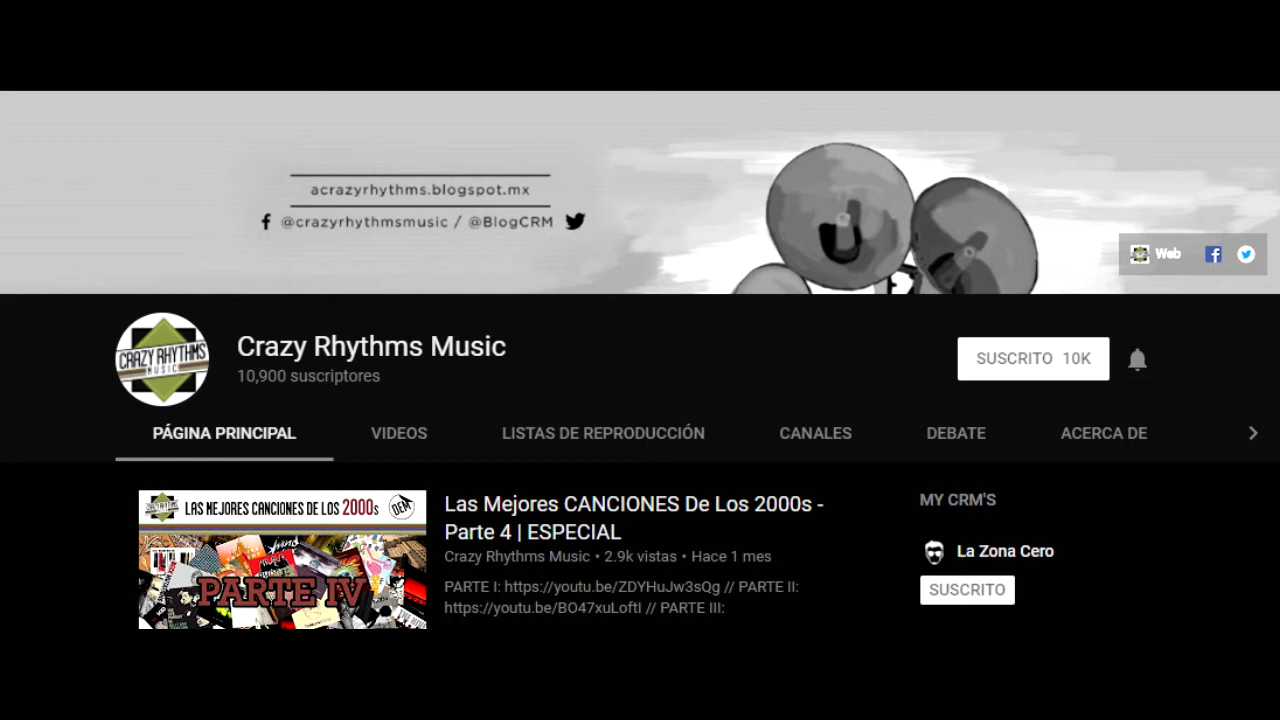 acrazyrhythms.blogspot.mx
@crazyrhythmsmusic / @BlogCRM
Web
CRAZY RHYTHMS
MUSIC
Crazy Rhythms Music
10,900 suscriptores
SUSCRITO 10K
PÁGINA PRINCIPAL VIDEOS LISTAS DE REPRODUCCIÓN CANALES DEBATE ACERCA DE
LAS MEJORES CANCIONES DE LOS 2000s
DEM
PARTE IV
Las Mejores CANCIONES De Los 2000s -
Parte 4 | ESPECIAL
Crazy Rhythms Music • 2.9k vistas • Hace 1 mes
PARTE I: https://youtu.be/ZDYHuJw3sQg // PARTE II:
https://youtu.be/BO47xuLoftI // PARTE III:
MY CRM'S
La Zona Cero
SUSCRITO